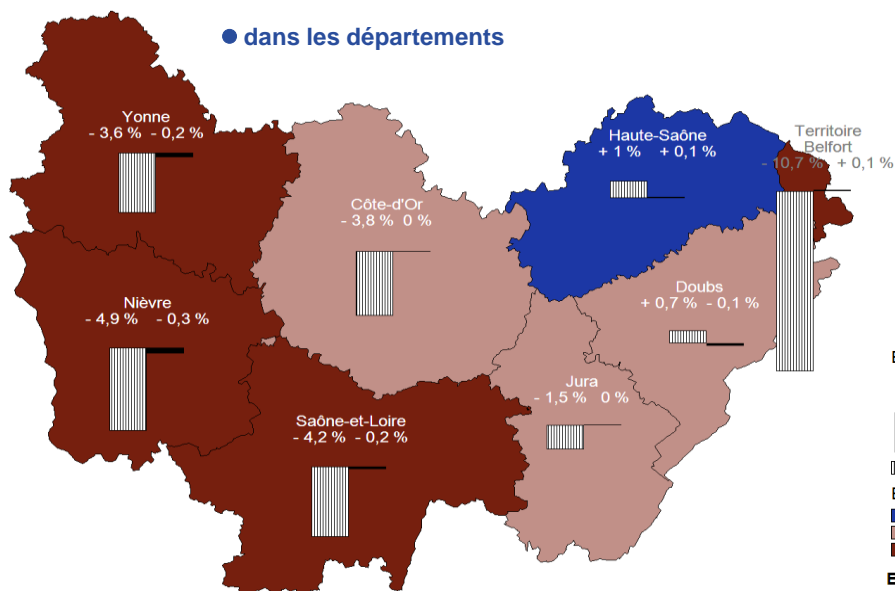 ● dans les départements
Yonne
- 3,6 % - 0,2 %
Haute-Saône
+ 1 % + 0,1 %
Territoire
Belfort
- 10,7 % + 0,1 %
Côte-d'Or
- 3,8 % 0 %
Nièvre
- 4,9 % - 0,3 %
Doubs
+ 0,7 % - 0,1 %
Jura
- 1,5 % 0 %
Saône-et-Loire
- 4,2 % - 0,2 %